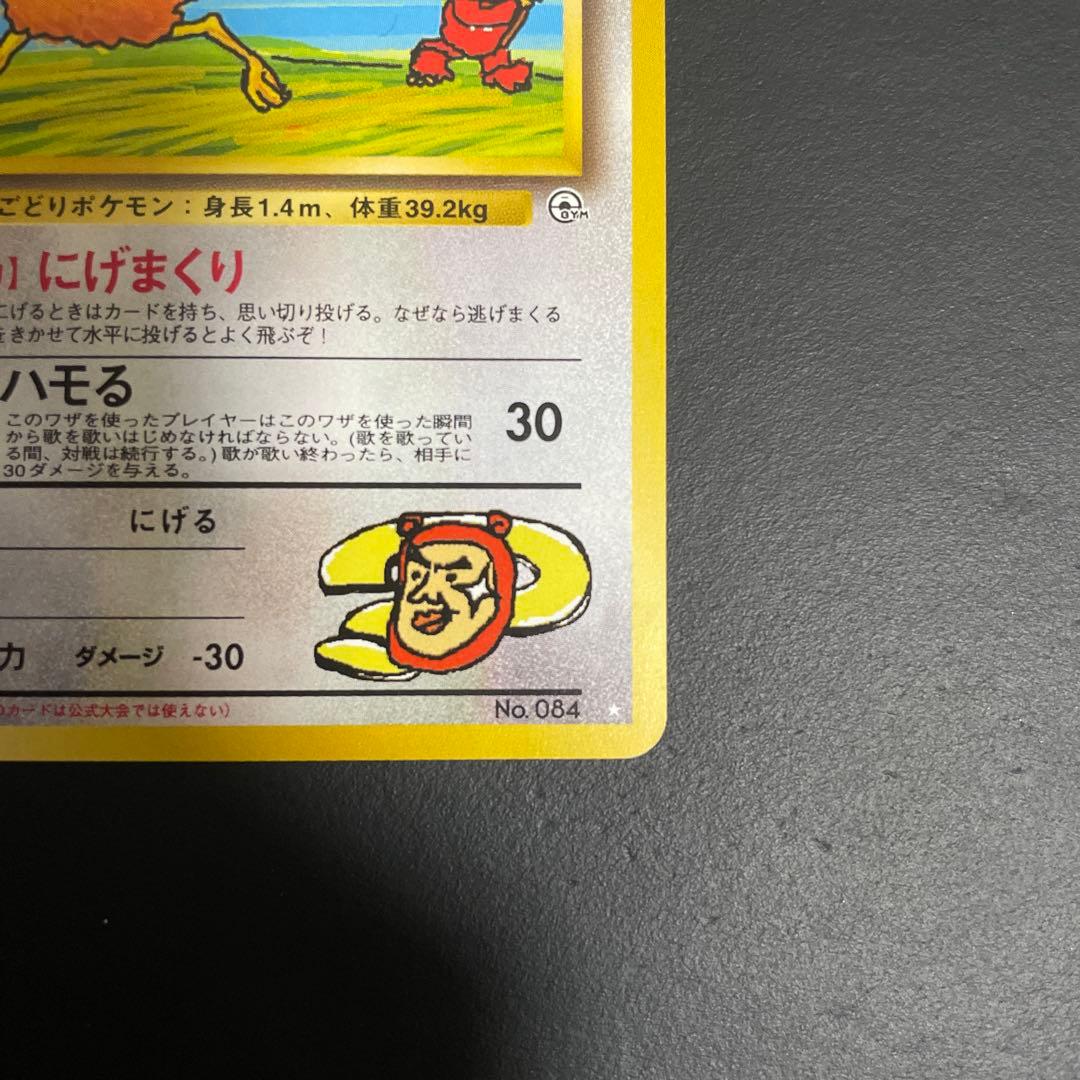 ごどりポケモン：身長1.4m、体重39.2kg
GYM
】にげまくり
にげるときはカードを持ち、思い切り投げる。なぜなら逃げまくる
をきかせて水平に投げるとよく飛ぶぞ！
ハモる
このワザを使ったプレイヤーはこのワザを使った瞬間
から歌を歌いはじめなければならない。(歌を歌ってい
る間、対戦は続行する。)歌が歌い終わったら、相手に
30ダメージを与える。
30
にげる
力 ダメージ -30
カードは公式大会では使えない）
No. 084 ★